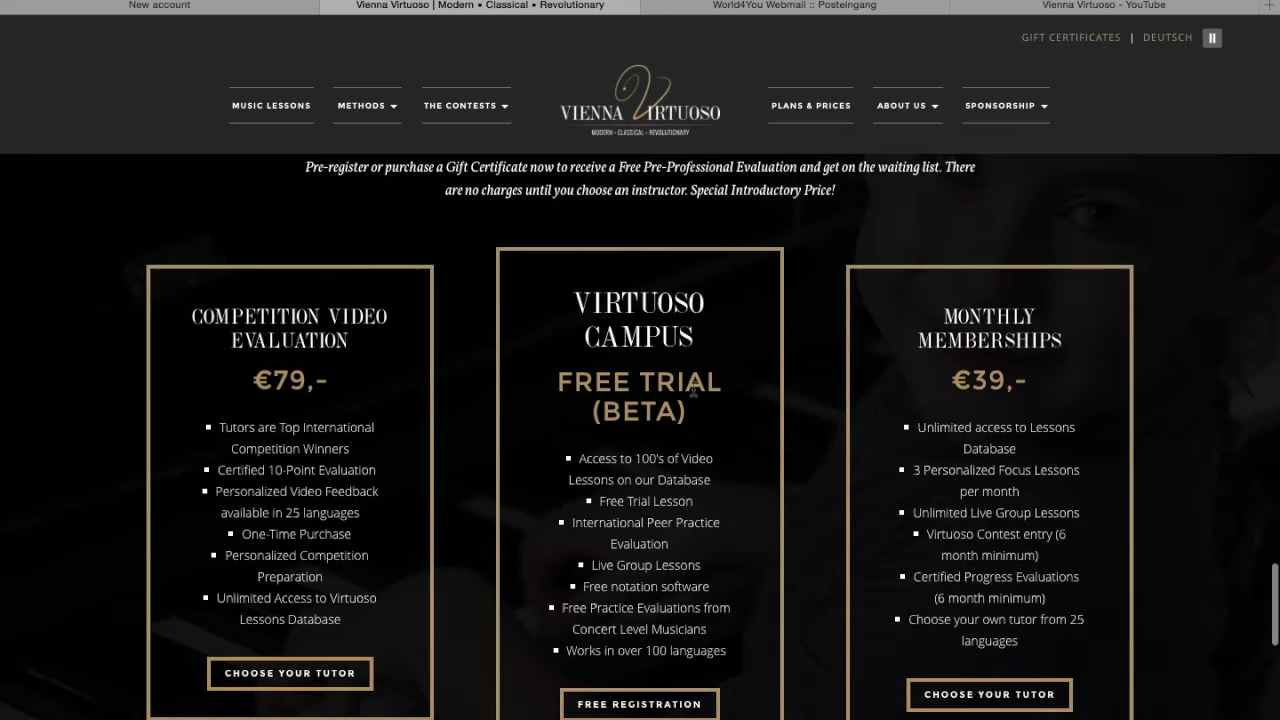 New account
Vienna Virtuoso | Modern • Classical • Revolutionary
World4You Webmail :: Posteingang
Vienna Virtuoso - YouTube
GIFT CERTIFICATES | DEUTSCH
MUSIC LESSONS
METHODS
THE CONTESTS
VIENNA VIRTUOSO
MODERN • CLASSICAL • REVOLUTIONARY
PLANS & PRICES
ABOUT US
SPONSORSHIP
Pre-register or purchase a Gift Certificate now to receive a Free Pre-Professional Evaluation and get on the waiting list. There
are no charges until you choose an instructor. Special Introductory Price!
COMPETITION VIDEO
EVALUATION
€79,-
Tutors are Top International
Competition Winners
Certified 10-Point Evaluation
Personalized Video Feedback
available in 25 languages
One-Time Purchase
Personalized Competition
Preparation
Unlimited Access to Virtuoso
Lessons Database
CHOOSE YOUR TUTOR
VIRTUOSO
CAMPUS
FREE TRIAL
(BETA)
Access to 100's of Video
Lessons on our Database
Free Trial Lesson
International Peer Practice
Evaluation
Live Group Lessons
Free notation software
Free Practice Evaluations from
Concert Level Musicians
Works in over 100 languages
FREE REGISTRATION
MONTHLY
MEMBERSHIPS
€39,-
Unlimited access to Lessons
Database
3 Personalized Focus Lessons
per month
Unlimited Live Group Lessons
Virtuoso Contest entry (6
month minimum)
Certified Progress Evaluations
(6 month minimum)
Choose your own tutor from 25
languages
CHOOSE YOUR TUTOR